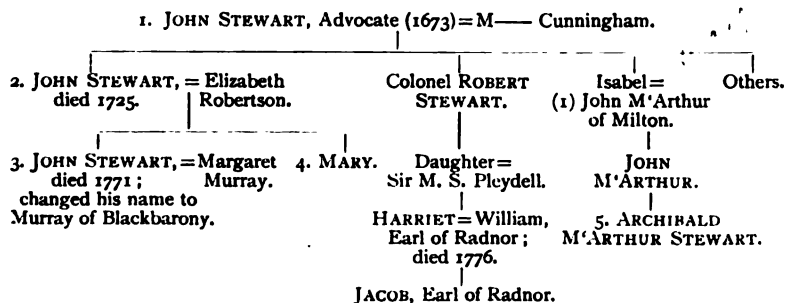 1. JOHN STEWART, Advocate (1673)=M—— Cunningham.
2. JOHN STEWART, = Elizabeth
died 1725. Robertson.
Colonel ROBERT
STEWART.
Isabel=
(1) John M‘Arthur
of Milton.
Others.
3. JOHN STEWART,=Margaret
died 1771; Murray.
changed his name to
Murray of Blackbarony.
4. MARY.
Daughter=
Sir M. S. Pleydell.
JOHN
M‘ARTHUR.
HARRIET=William,
Earl of Radnor;
died 1776.
5. ARCHIBALD
M‘ARTHUR STEWART.
JACOB, Earl of Radnor.